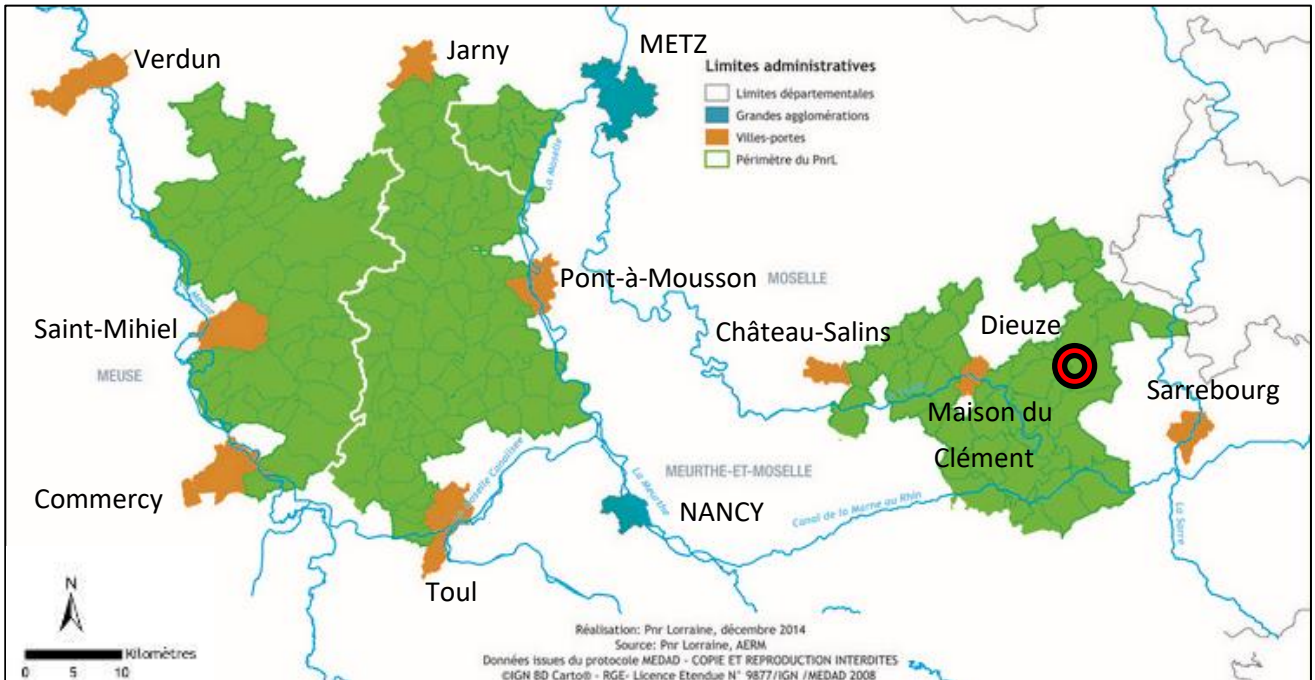 Verdun
Jarny
METZ
Limites administratives
Limites départementales
Grandes agglomérations
Villes-portes
Périmètre du PnrL
La Moselle
Pont-à-Mousson
MOSELLE
Meuse
Saint-Mihiel
MEUSE
Château-Salins
Dieuze
Sarrebourg
Maison du
Clément
Commercy
MEURTHE-ET-MOSELLE
La Moselle Canalisée
La Meurthe
NANCY
Canal de la Marne au Rhin
La Sarre
Toul
N
Kilomètres
0 5 10
Réalisation: Pnr Lorraine, décembre 2014
Source: Pnr Lorraine, AERM
Données issues du protocole MEDAD - COPIE ET REPRODUCTION INTERDITES
©IGN BD Carto® - RGE- Licence Etendue N° 9877/IGN /MEDAD 2008